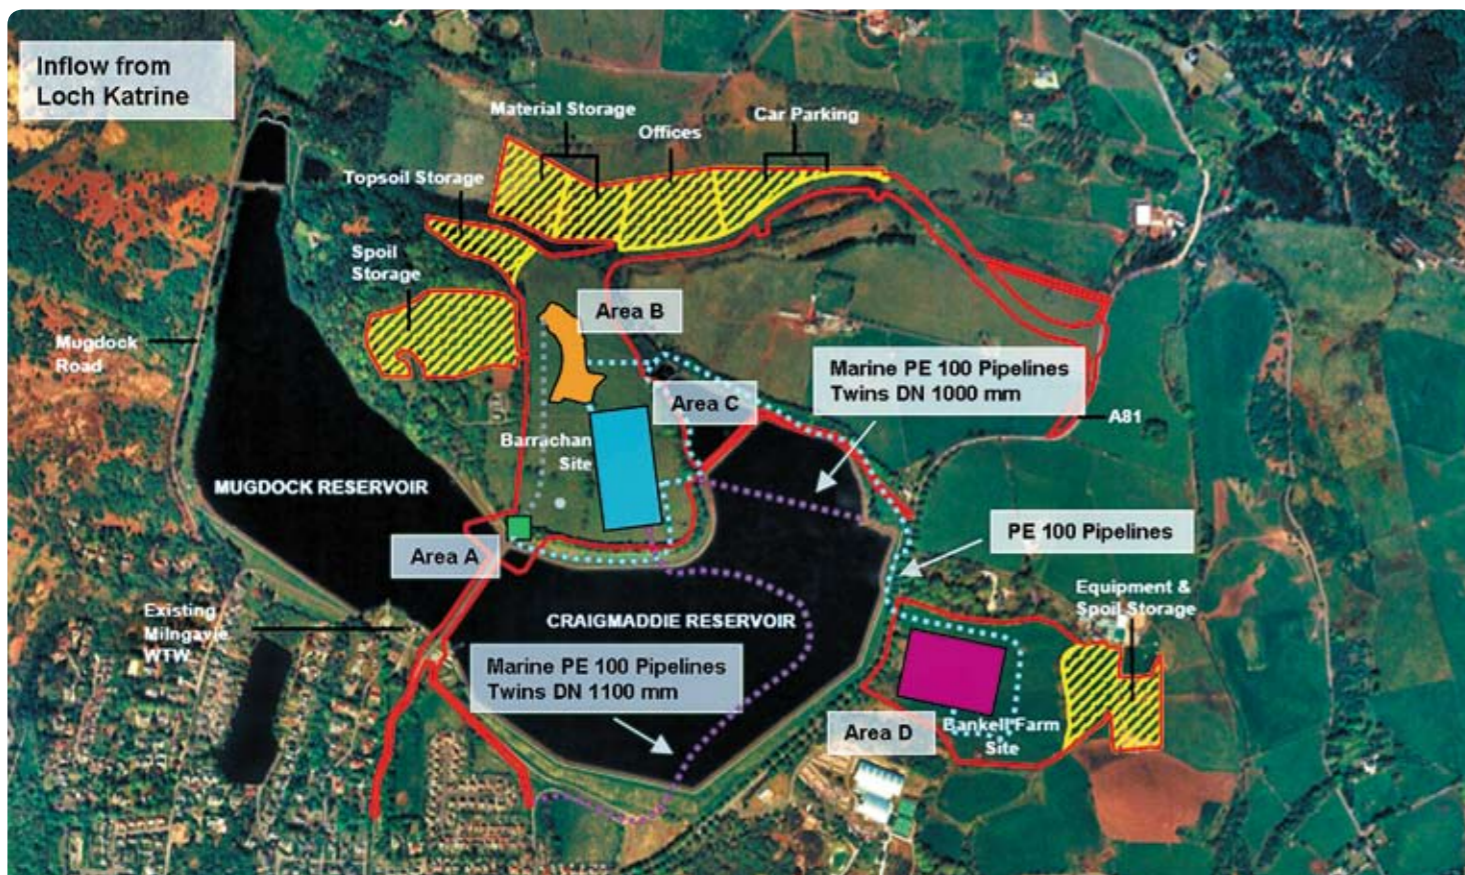 Inflow from
Loch Katrine
Material Storage
Offices
Car Parking
Topsoil Storage
Spoil
Storage
Area B
Mugdock
Road
Marine PE 100 Pipelines
Twins DN 1000 mm
Area C
A81
Barrachan
Site
MUGDOCK RESERVOIR
PE 100 Pipelines
Area A
Equipment &
Spoil Storage
Existing
Milngavie
WTW
CRAIGMADDIE RESERVOIR
Marine PE 100 Pipelines
Twins DN 1100 mm
Area D
Bankell Farm
Site